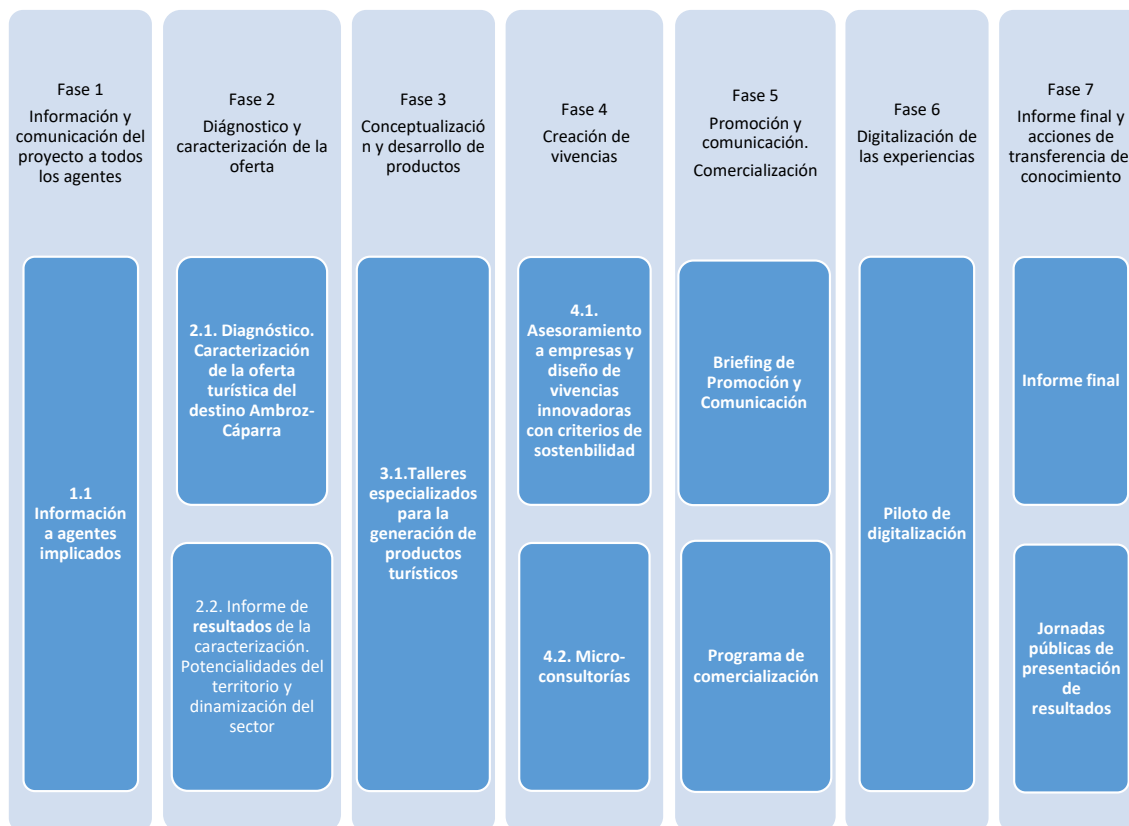 Fase 1
Información y
comunicación del
proyecto a todos
los agentes
1.1
Información
a agentes
implicados
Fase 2
Diágnostico y
caracterización de la
oferta
2.1. Diagnóstico.
Caracterización
de la oferta
turística del
destino Ambroz-
Cáparra
2.2. Informe de
resultados de la
caracterización.
Potencialidades del
territorio y
dinamización del
sector
Fase 3
Conceptualizació
n y desarrollo de
productos
3.1.Talleres
especializados
para la
generación de
productos
turísticos
Fase 4
Creación de
vivencias
4.1.
Asesoramiento
a empresas y
diseño de
vivencias
innovadoras
con criterios de
sostenbilidad
4.2. Micro-
consultorías
Fase 5
Promoción y
comunicación.
Comercialización
Briefing de
Promoción y
Comunicación
Programa de
comercialización
Fase 6
Digitalización de
las experiencias
Piloto de
digitalización
Fase 7
Informe final y
acciones de
transferencia de
conocimiento
Informe final
Jornadas
públicas de
presentación
de
resultados